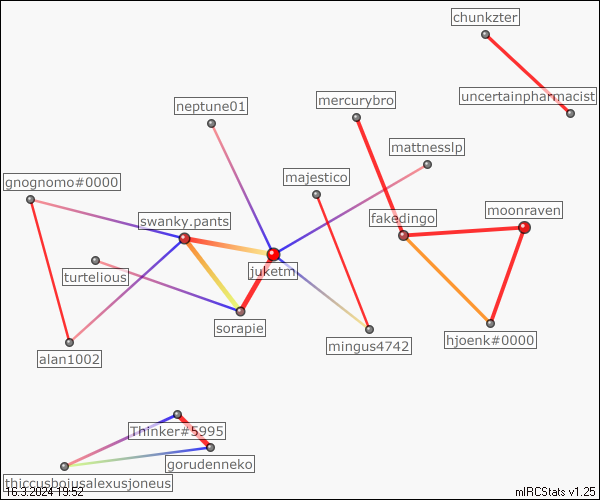 chunkzter
uncertainpharmacist
neptune01
mercurybro
mattnesslp
gnognomo#0000
majestico
swanky.pants
fakedingo
moonraven
turtelious
juketm
sorapie
alan1002
mingus4742
hjoenk#0000
Thinker#5995
gorudenneko
thiccusboiusalexusjoneus
16.3.2024 19:52
mIRCStats v1.25